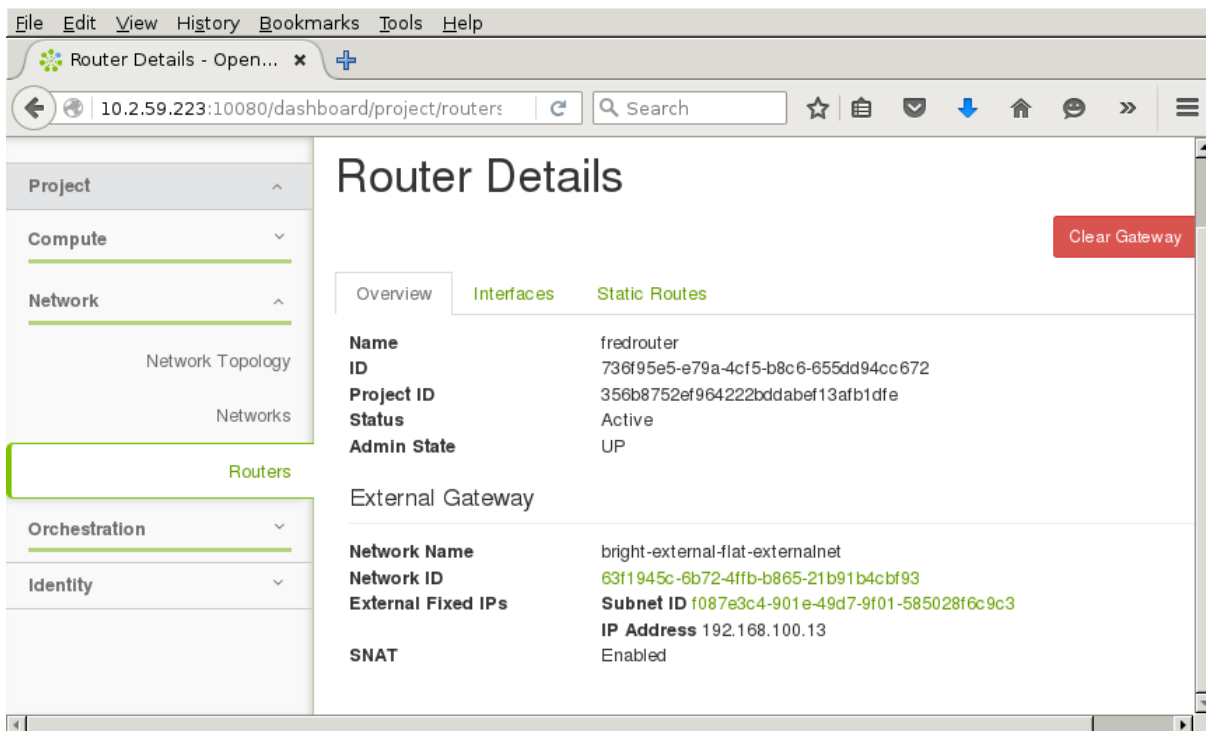 File Edit View History Bookmarks Tools Help
Router Details - Open...
10.2.59.223:10080/dashboard/project/routers Search
Project
Compute
Network
Network Topology
Networks
Routers
Orchestration
Identity
Router Details
Clear Gateway
Overview Interfaces Static Routes
Name fredrouter
ID 736f95e5-e79a-4cf5-b8c6-655dd94cc672
Project ID 356b8752ef964222bddabef13afb1dfe
Status Active
Admin State UP
External Gateway
Network Name bright-external-flat-externalnet
Network ID 63f1945c-6b72-4ffb-b865-21b91b4cbf93
External Fixed IPs Subnet ID f087e3c4-901e-49d7-9f01-585028f6c9c3
IP Address 192.168.100.13
SNAT Enabled